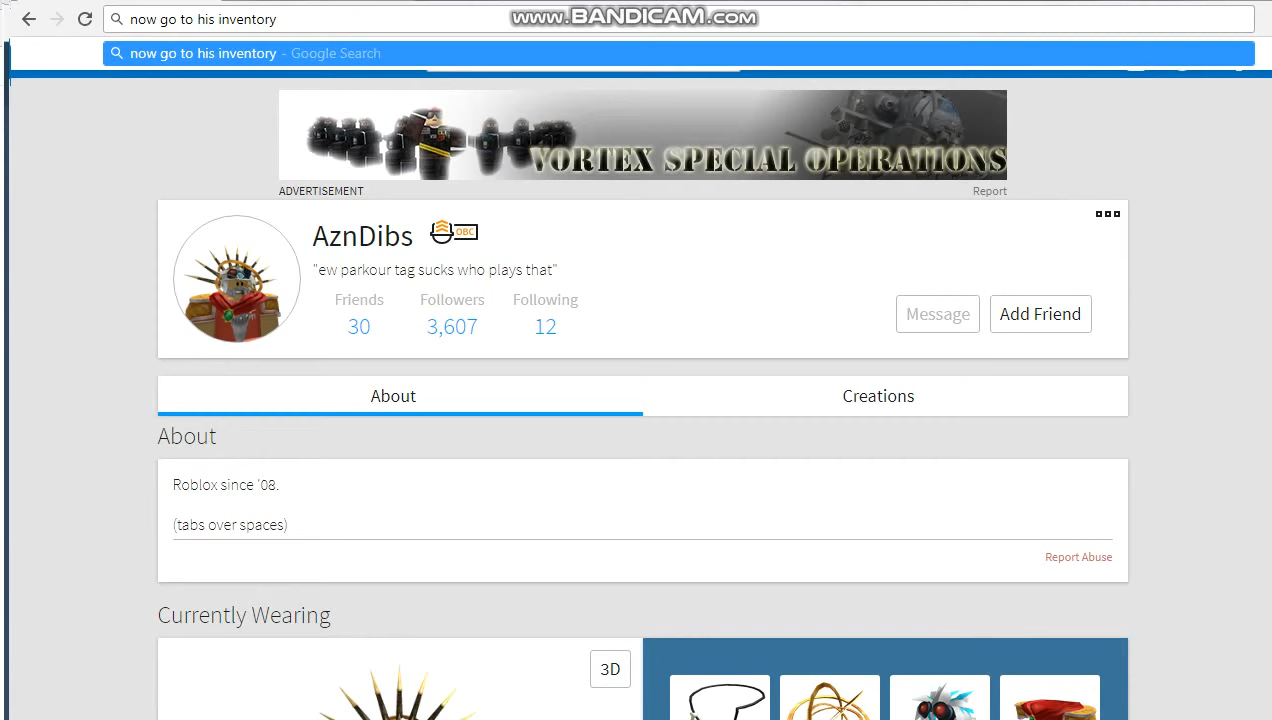 now go to his inventory
www.BANDICAM.com
now go to his inventory - Google Search
VORTEX SPECIAL OPERATIONS
ADVERTISEMENT
Report
AznDibs
OBC
"ew parkour tag sucks who plays that"
Friends
Followers
Following
30
3,607
12
Message
Add Friend
About
Creations
About
Roblox since '08.
(tabs over spaces)
Report Abuse
Currently Wearing
3D